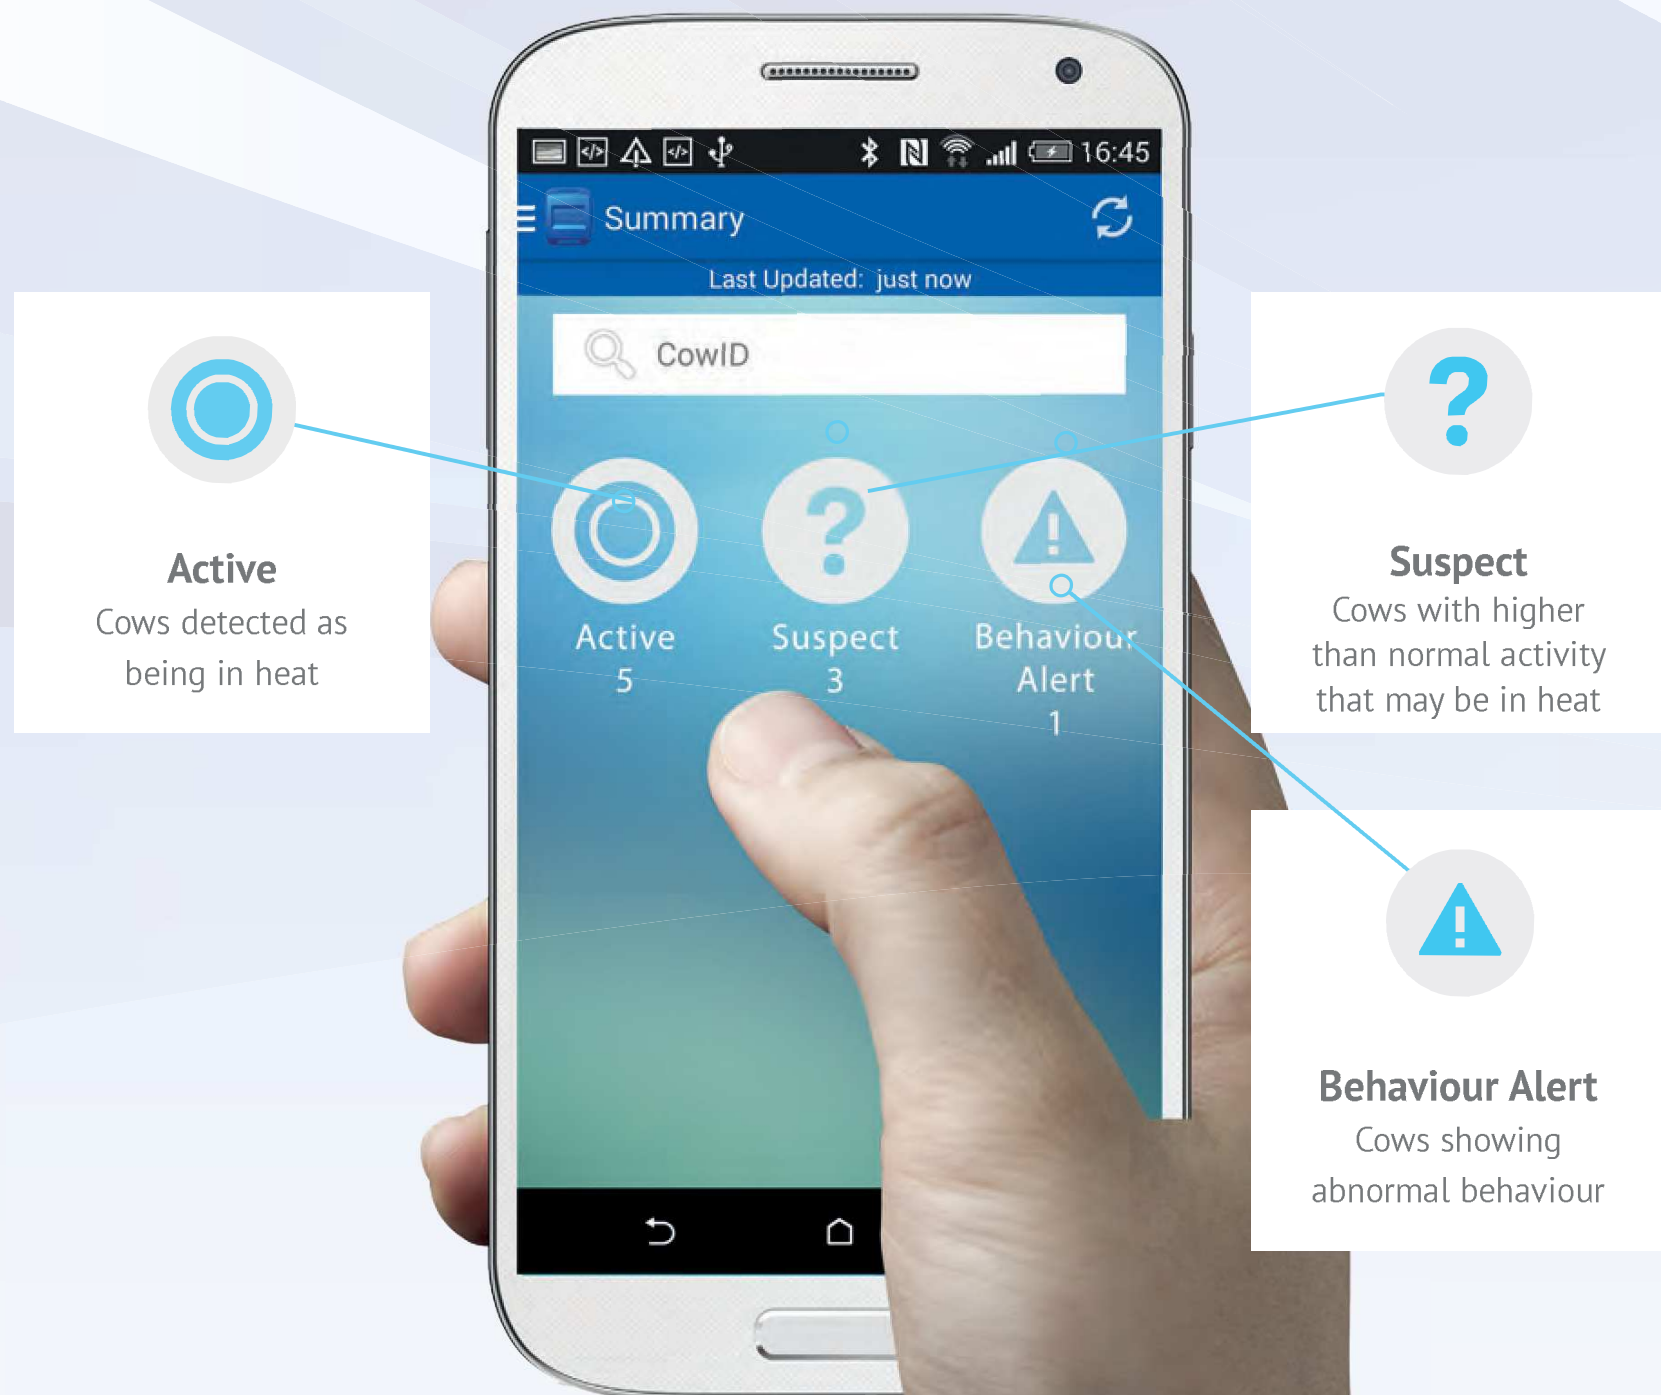 16:45
Summary
Last Updated: just now
CowID
Active
5
Suspect
3
Behaviour
Alert
1
Active
Cows detected as
being in heat
Suspect
Cows with higher
than normal activity
that may be in heat
Behaviour Alert
Cows showing
abnormal behaviour